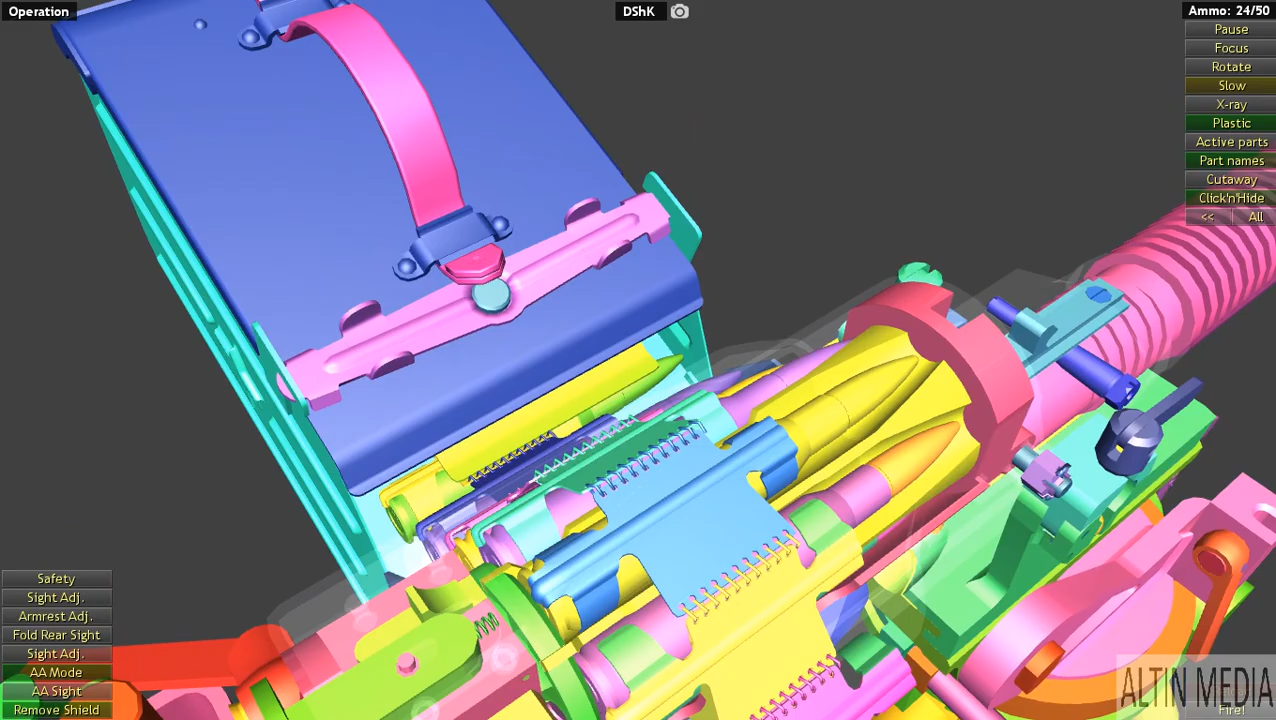 Operation
DShK
Ammo: 24/50
Pause
Focus
Rotate
Slow
X-ray
Plastic
Active parts
Part names
Cutaway
Click'n'Hide
<< All
Safety
Sight Adj.
Armrest Adj.
Fold Rear Sight
Sight Adj.
AA Mode
AA Sight
Remove Shield
ALTIN MEDIA
Fire!